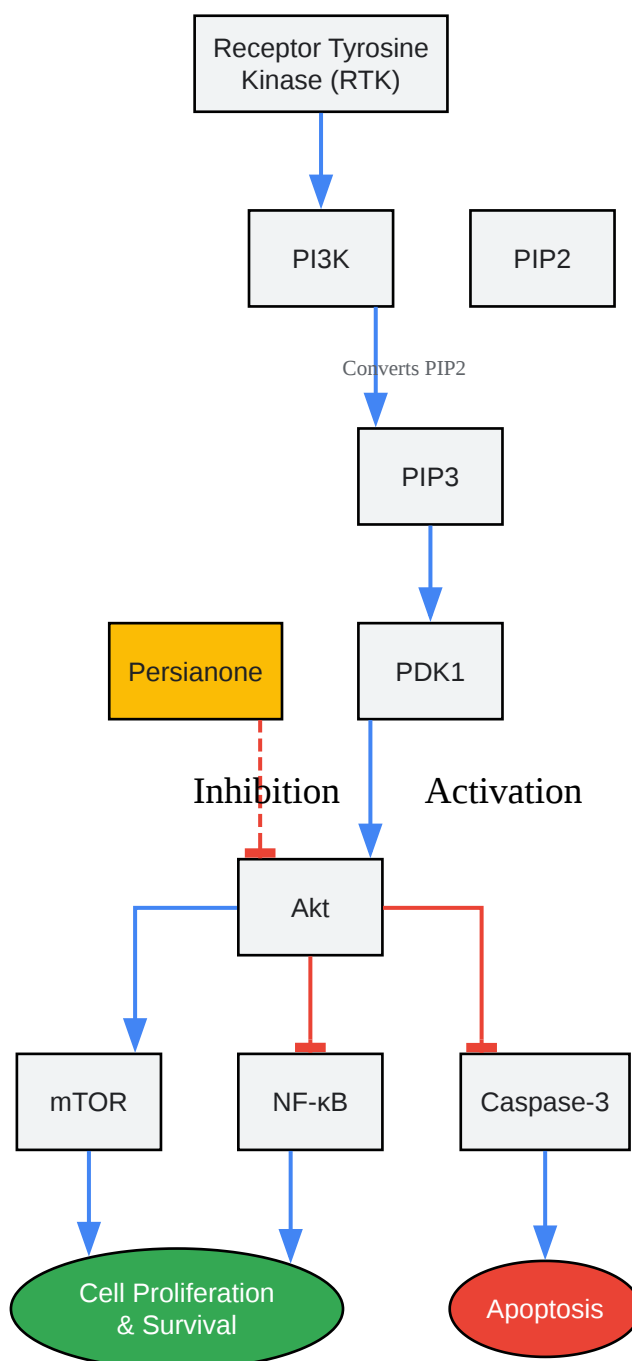 Receptor Tyrosine
Kinase (RTK)
PI3K
PIP2
Converts PIP2
PIP3
Persianone
PDK1
Inhibition
Activation
Akt
mTOR
NF-κB
Caspase-3
Cell Proliferation
& Survival
Apoptosis